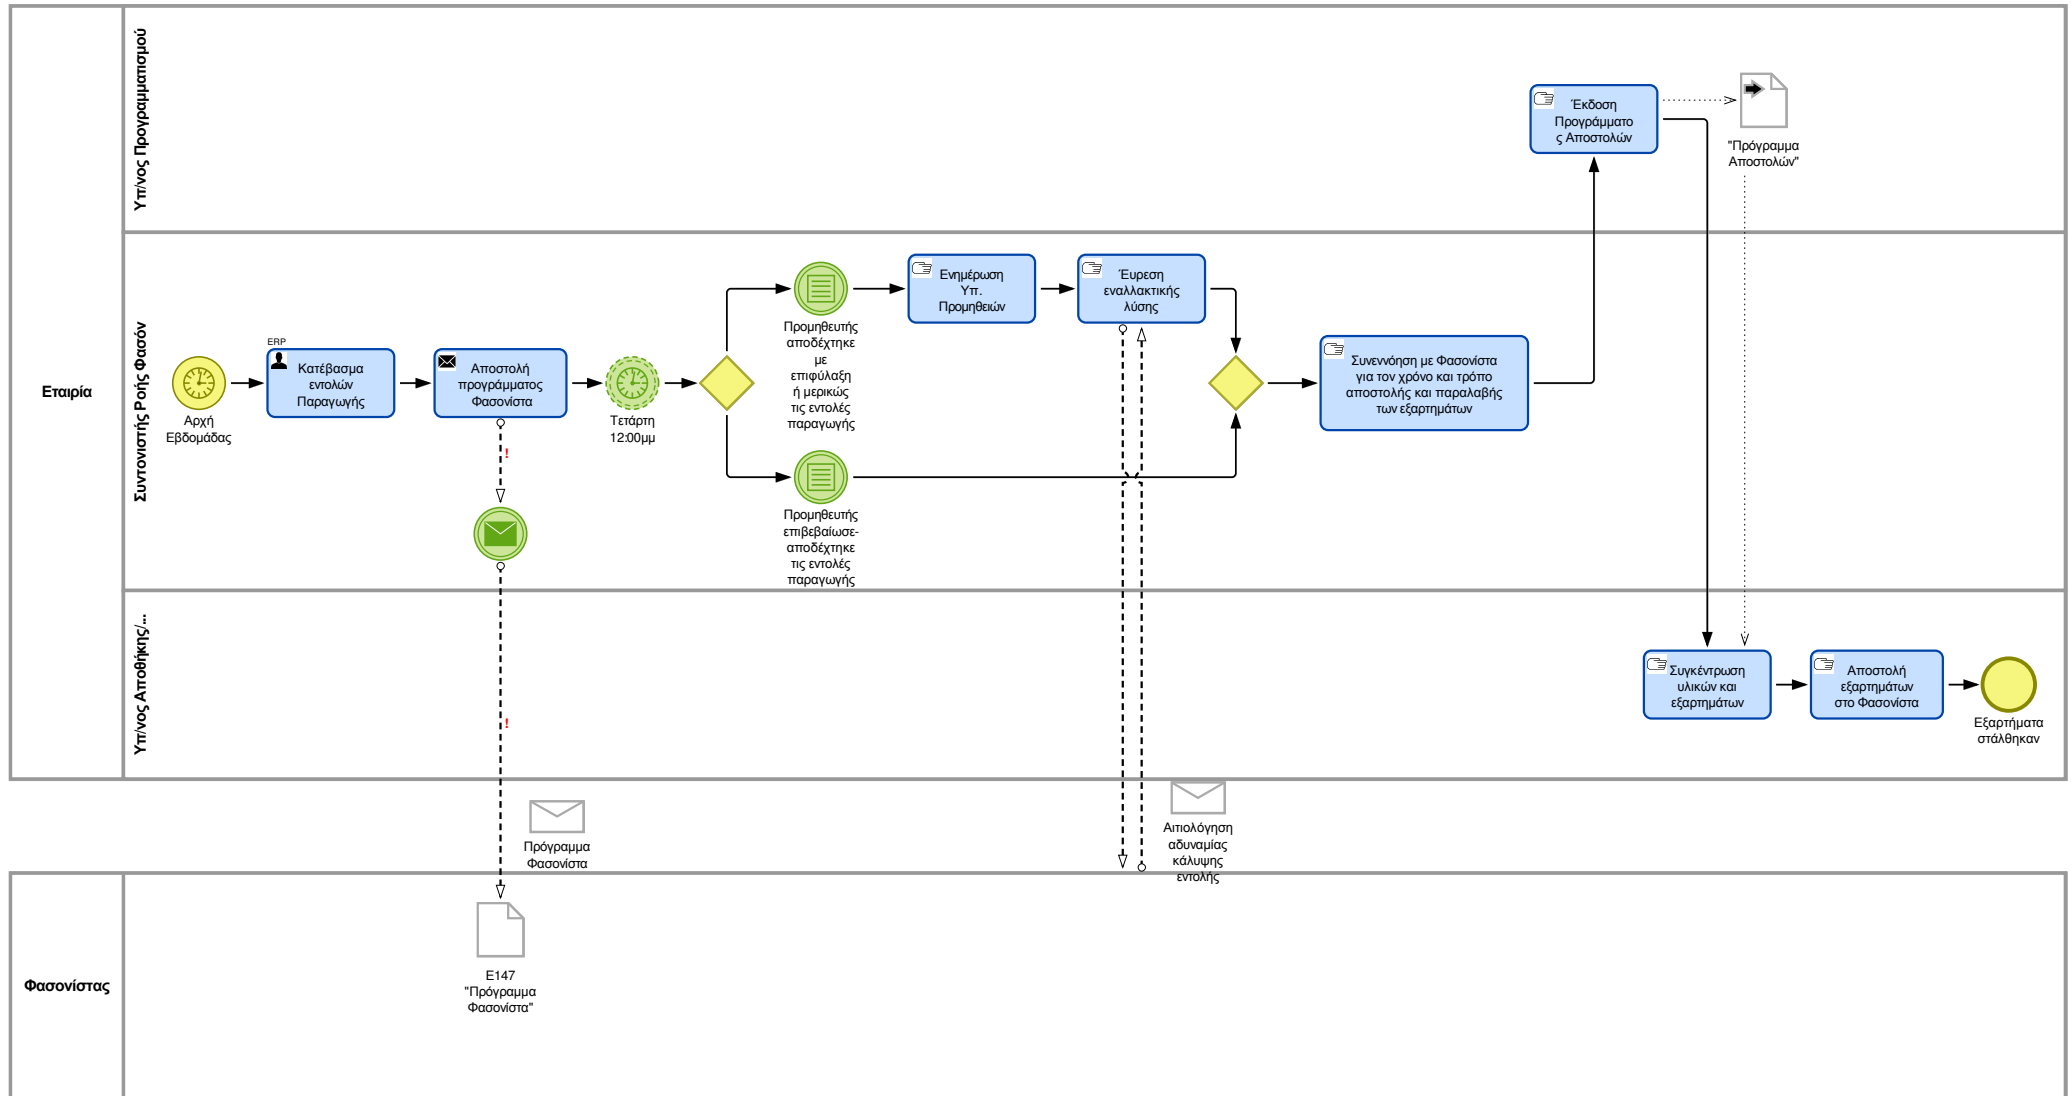 Εταιρία
Υπ/νος Προγραμματισμού
Έκδοση
Προγράμματο
ς Αποστολών
"Πρόγραμμα
Αποστολών"
Συντονιστής Ροής Φασόν
Αρχή
Εβδομάδας
ERP
Κατέβασμα
εντολών
Παραγωγής
Αποστολή
προγράμματος
Φασονίστα
!
Τετάρτη
12:00μμ
Προμηθευτής
αποδέχτηκε
με
επιφύλαξη
ή μερικώς
τις εντολές
παραγωγής
Προμηθευτής
επιβεβαίωσε-
αποδέχτηκε
τις εντολές
παραγωγής
Ενημέρωση
Υπ.
Προμηθειών
Έυρεση
εναλλακτικής
λύσης
Συνεννόηση με Φασονίστα
για τον χρόνο και τρόπο
αποστολής και παραλαβής
των εξαρτημάτων
Υπ/νος Αποθήκης/...
!
Συγκέντρωση
υλικών και
εξαρτημάτων
Αποστολή
εξαρτημάτων
στο Φασονίστα
Εξαρτήματα
στάλθηκαν
Πρόγραμμα
Φασονίστα
Αιτιολόγηση
αδυναμίας
κάλυψης
εντολής
Φασονίστας
E147
"Πρόγραμμα
Φασονίστα"